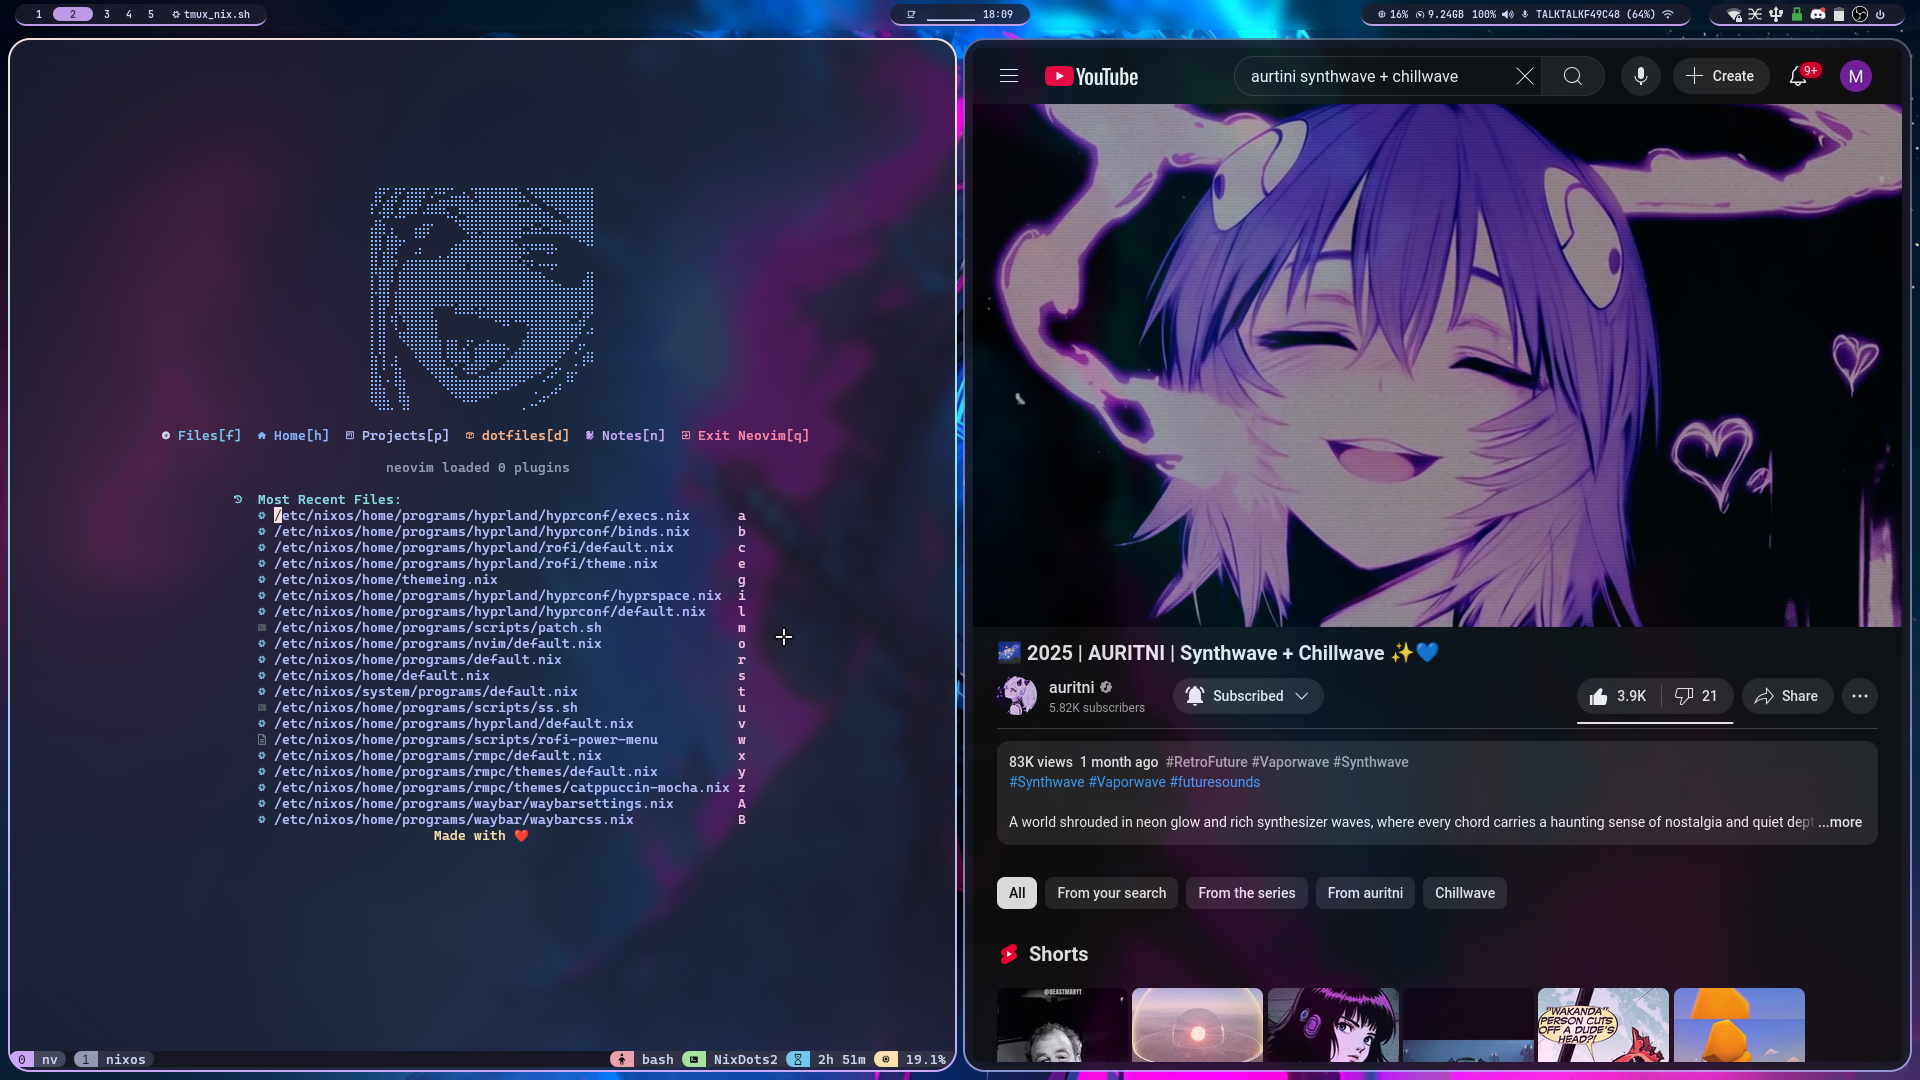 1 2 3 4 5 tmux_nix.sh
18:09
16% 9.24GB 100% TALKTALKF49C48 (64%)
Files[f] Home[h] Projects[p] dotfiles[d] Notes[n] Exit Neovim[q]
neovim loaded 0 plugins
Most Recent Files:
/etc/nixos/home/programs/hyprland/hyprconf/execs.nix a
/etc/nixos/home/programs/hyprland/hyprconf/binds.nix b
/etc/nixos/home/programs/hyprland/rofi/default.nix c
/etc/nixos/home/programs/hyprland/rofi/theme.nix e
/etc/nixos/home/themeing.nix g
/etc/nixos/home/programs/hyprland/hyprconf/hyprspace.nix i
/etc/nixos/home/programs/hyprland/hyprconf/default.nix l
/etc/nixos/home/programs/scripts/patch.sh m
/etc/nixos/home/programs/nvim/default.nix o
/etc/nixos/home/programs/default.nix r
/etc/nixos/home/default.nix s
/etc/nixos/system/programs/default.nix t
/etc/nixos/home/programs/scripts/ss.sh u
/etc/nixos/home/programs/hyprland/default.nix v
/etc/nixos/home/programs/scripts/rofi-power-menu w
/etc/nixos/home/programs/rmpc/default.nix x
/etc/nixos/home/programs/rmpc/themes/default.nix y
/etc/nixos/home/programs/rmpc/themes/catppuccin-mocha.nix z
/etc/nixos/home/programs/waybar/waybarsettings.nix A
/etc/nixos/home/programs/waybar/waybarcss.nix B
Made with ❤️
0 nv 1 nixos
bash NixDots2 2h 51m 19.1%
YouTube
aurtini synthwave + chillwave
Create
9+
M
🌌 2025 | AURITNI | Synthwave + Chillwave ✨💙
auritni
5.82K subscribers
Subscribed
3.9K 21 Share
83K views 1 month ago #RetroFuture #Vaporwave #Synthwave
#Synthwave #Vaporwave #futuresounds
A world shrouded in neon glow and rich synthesizer waves, where every chord carries a haunting sense of nostalgia and quiet dept ...more
All From your search From the series From auritni Chillwave
Shorts
@BEASTMANYT
"WAKANDA"
PERSON CUTS
OFF A DUDE'S
HEAD?!